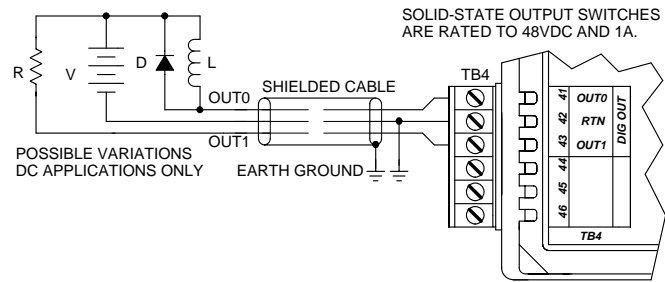 SOLID-STATE OUTPUT SWITCHES
ARE RATED TO 48VDC AND 1A.
R
V
D
L
TB4
OUT0
SHIELDED CABLE
OUT1
EARTH GROUND
POSSIBLE VARIATIONS
DC APPLICATIONS ONLY
41 OUT0
42 RTN
43 OUT1
DIG OUT
44
45
46
TB4